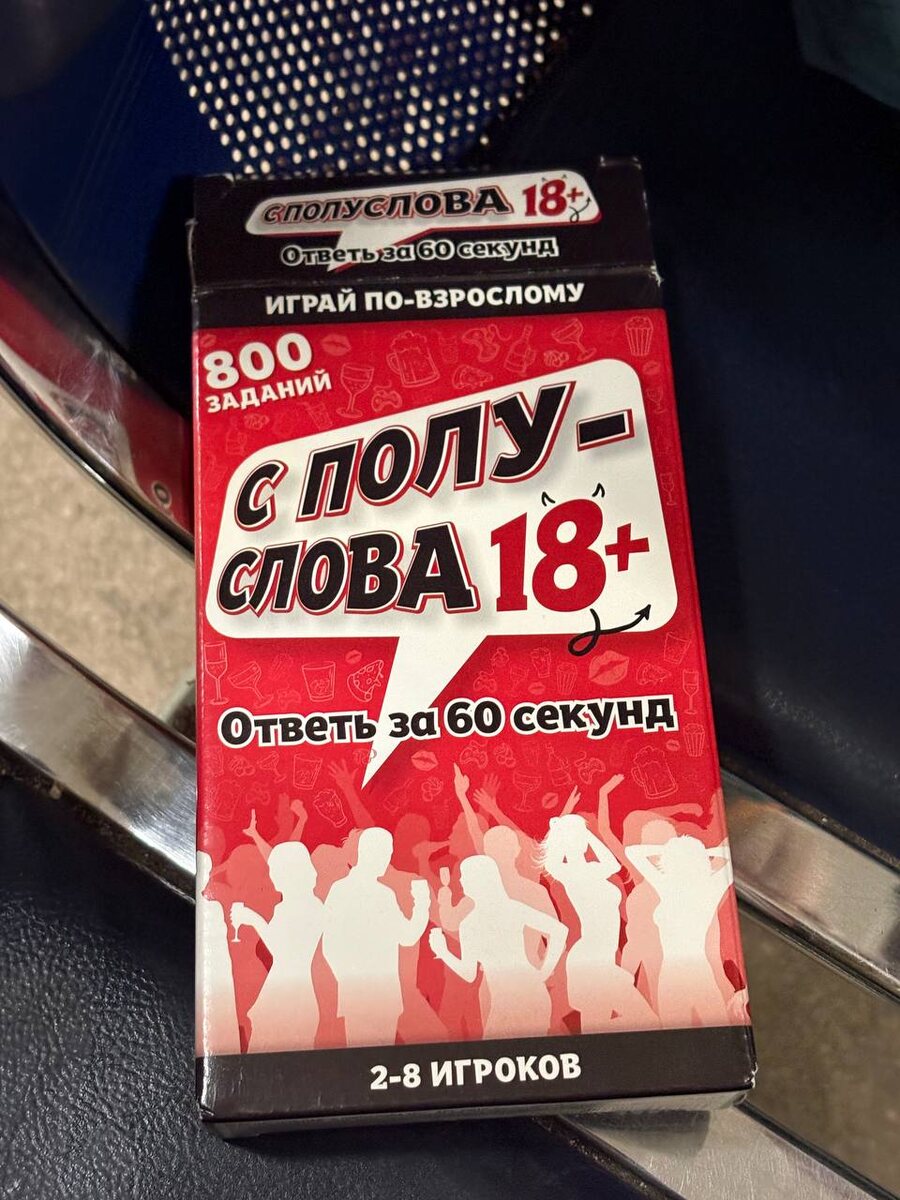 С ПОЛУСЛОВА 18+
Ответь за 60 секунд
ИГРАЙ ПО-ВЗРОСЛОМУ
800
ЗАДАНИЙ
С ПОЛУ-
СЛОВА 18+
Ответь за 60 секунд
2-8 ИГРОКОВ